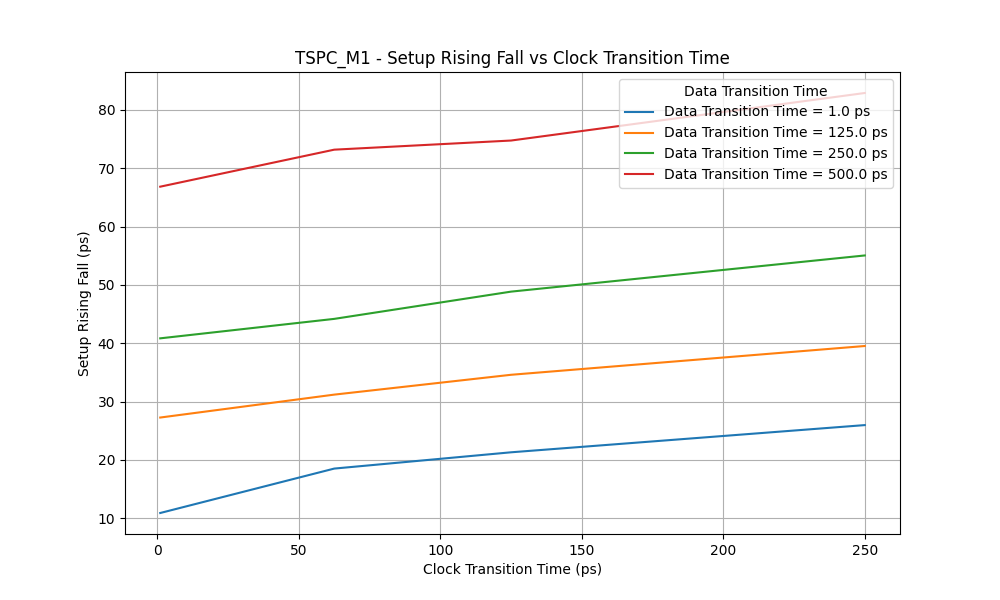 TSPC_M1 - Setup Rising Fall vs Clock Transition Time
Data Transition Time
Data Transition Time = 1.0 ps
Data Transition Time = 125.0 ps
Data Transition Time = 250.0 ps
Data Transition Time = 500.0 ps
Setup Rising Fall (ps)
80
70
60
50
40
30
20
10
0 50 100 150 200 250
Clock Transition Time (ps)